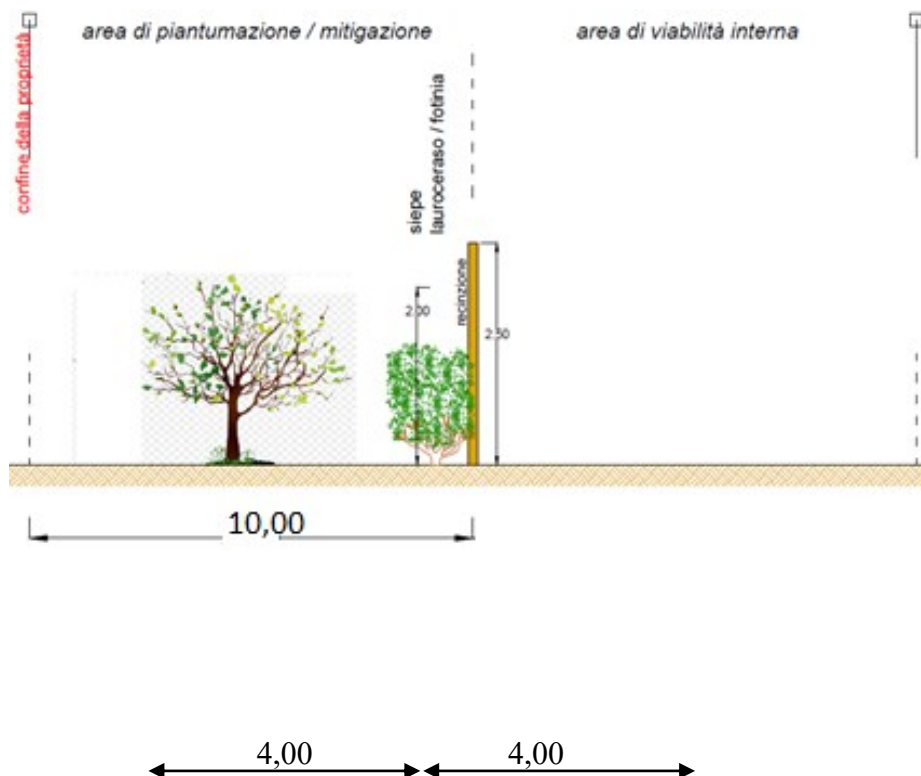 area di piantumazione / mitigazione
area di viabilità interna
confine della proprietà
siepe
lauroceraso / fotinia
recinzione
2.00
2.50
10,00
4,00
4,00